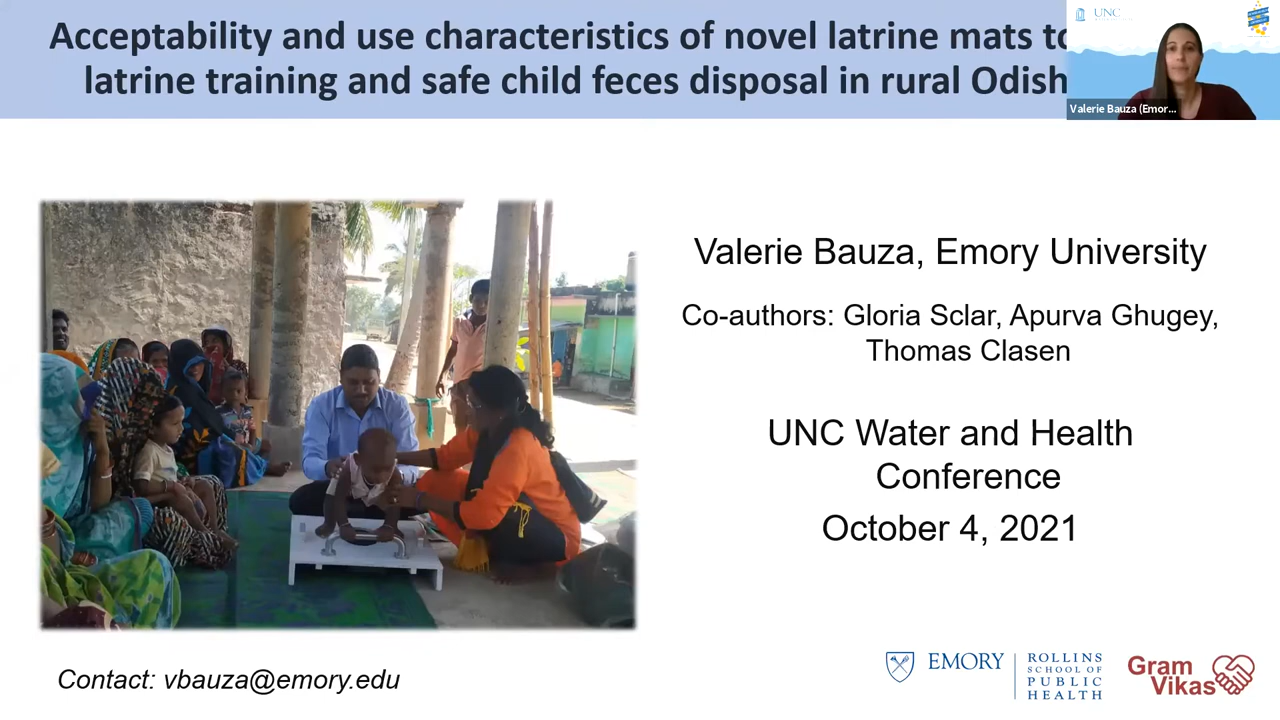 Acceptability and use characteristics of novel latrine mats
latrine training and safe child feces disposal in rural
UNC
Valerie Bauza (Emor...
Valerie Bauza, Emory University
Co-authors: Gloria Sclar, Apurva Ghugey,
Thomas Clasen
UNC Water and Health
Conference
October 4, 2021
Contact: vbauza@emory.edu
EMORY
ROLLINS
SCHOOL OF
PUBLIC
HEALTH
Gram
Vikas